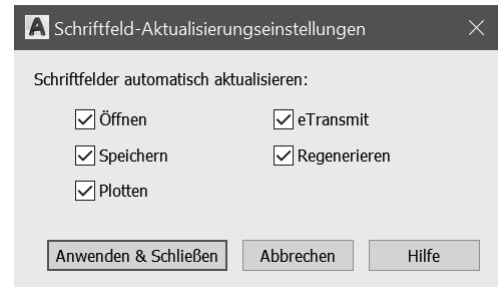 A Schriftfeld-Aktualisierungseinstellungen
Schriftfelder automatisch aktualisieren:
Öffnen eTransmit
Speichern Regenerieren
Plotten
Anwenden & Schließen Abbrechen Hilfe